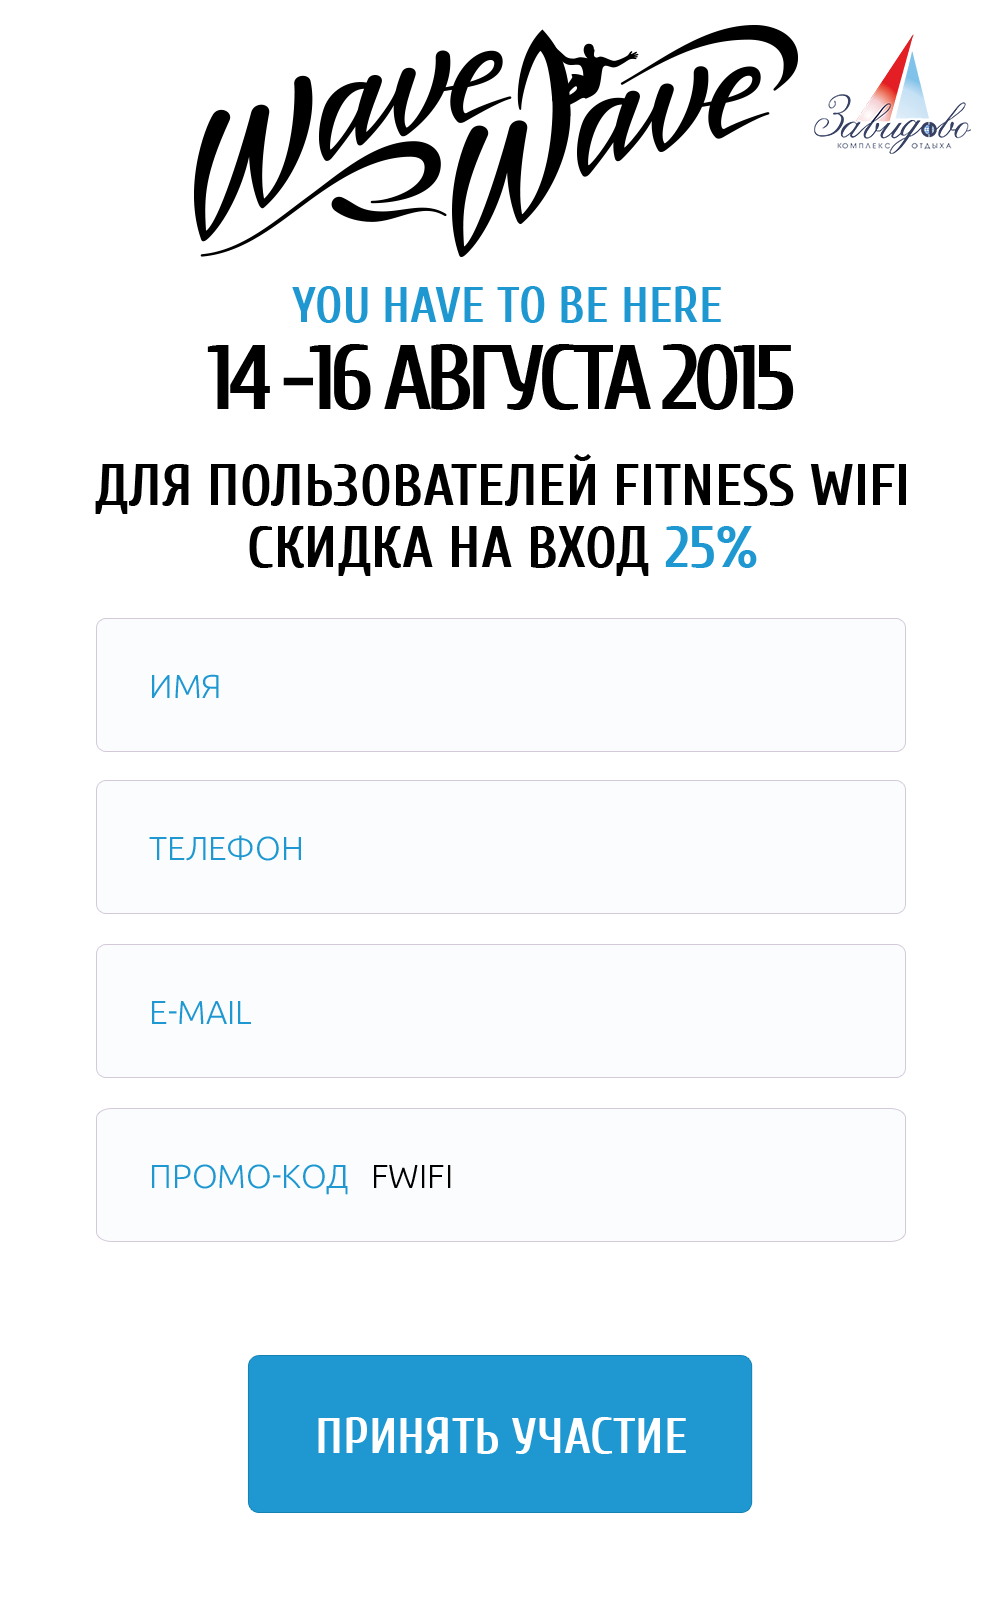 Wave
Wave
Завидово
КОМПЛЕКС ОТДЫХА
YOU HAVE TO BE HERE
14 -16 АВГУСТА 2015
ДЛЯ ПОЛЬЗОВАТЕЛЕЙ FITNESS WIFI
СКИДКА НА ВХОД 25%
ИМЯ
ТЕЛЕФОН
E-MAIL
ПРОМО-КОД FWIFI
ПРИНЯТЬ УЧАСТИЕ